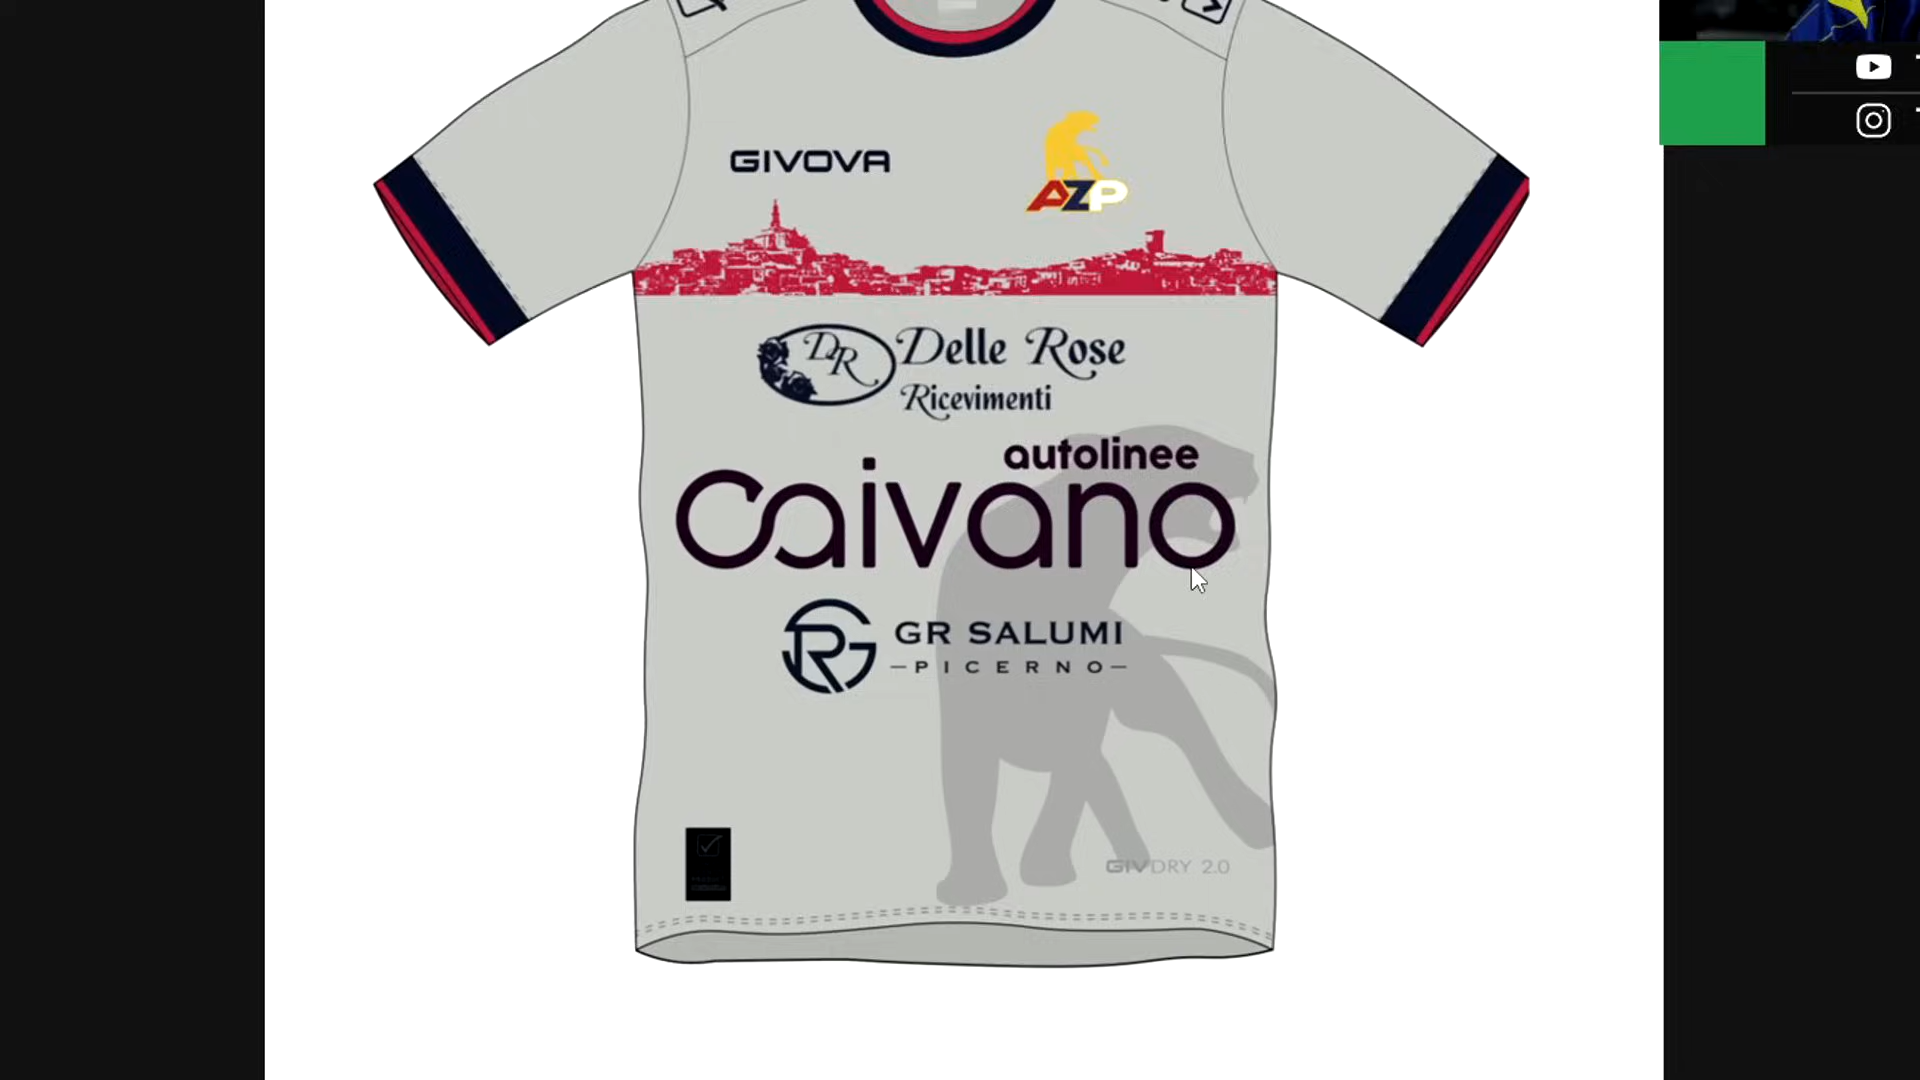 GIVOVA
AZP
DR
Delle Rose
Ricevimenti
autolinee
caivano
GR SALUMI
PICERNO
GIVDRY 2.0